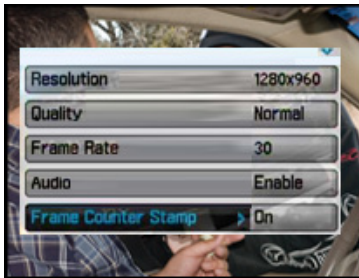 Resolution 1280x960
Quality Normal
Frame Rate 30
Audio Enable
Frame Counter Stamp > On